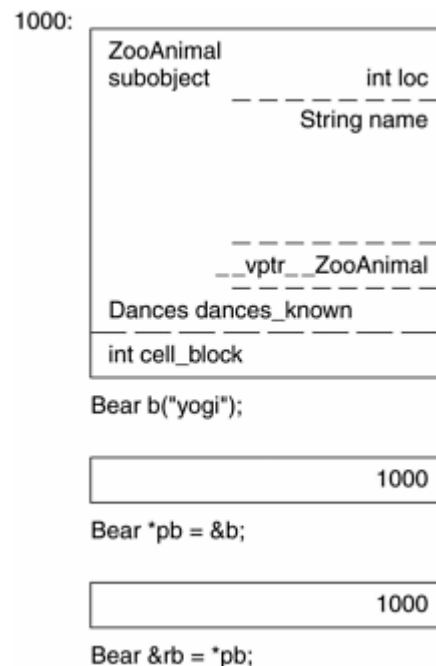 1000:
ZooAnimal
subobject int loc
String name
__vptr__ZooAnimal
Dances dances_known
int cell_block
Bear b("yogi");
1000
Bear *pb = &b;
1000
Bear &rb = *pb;